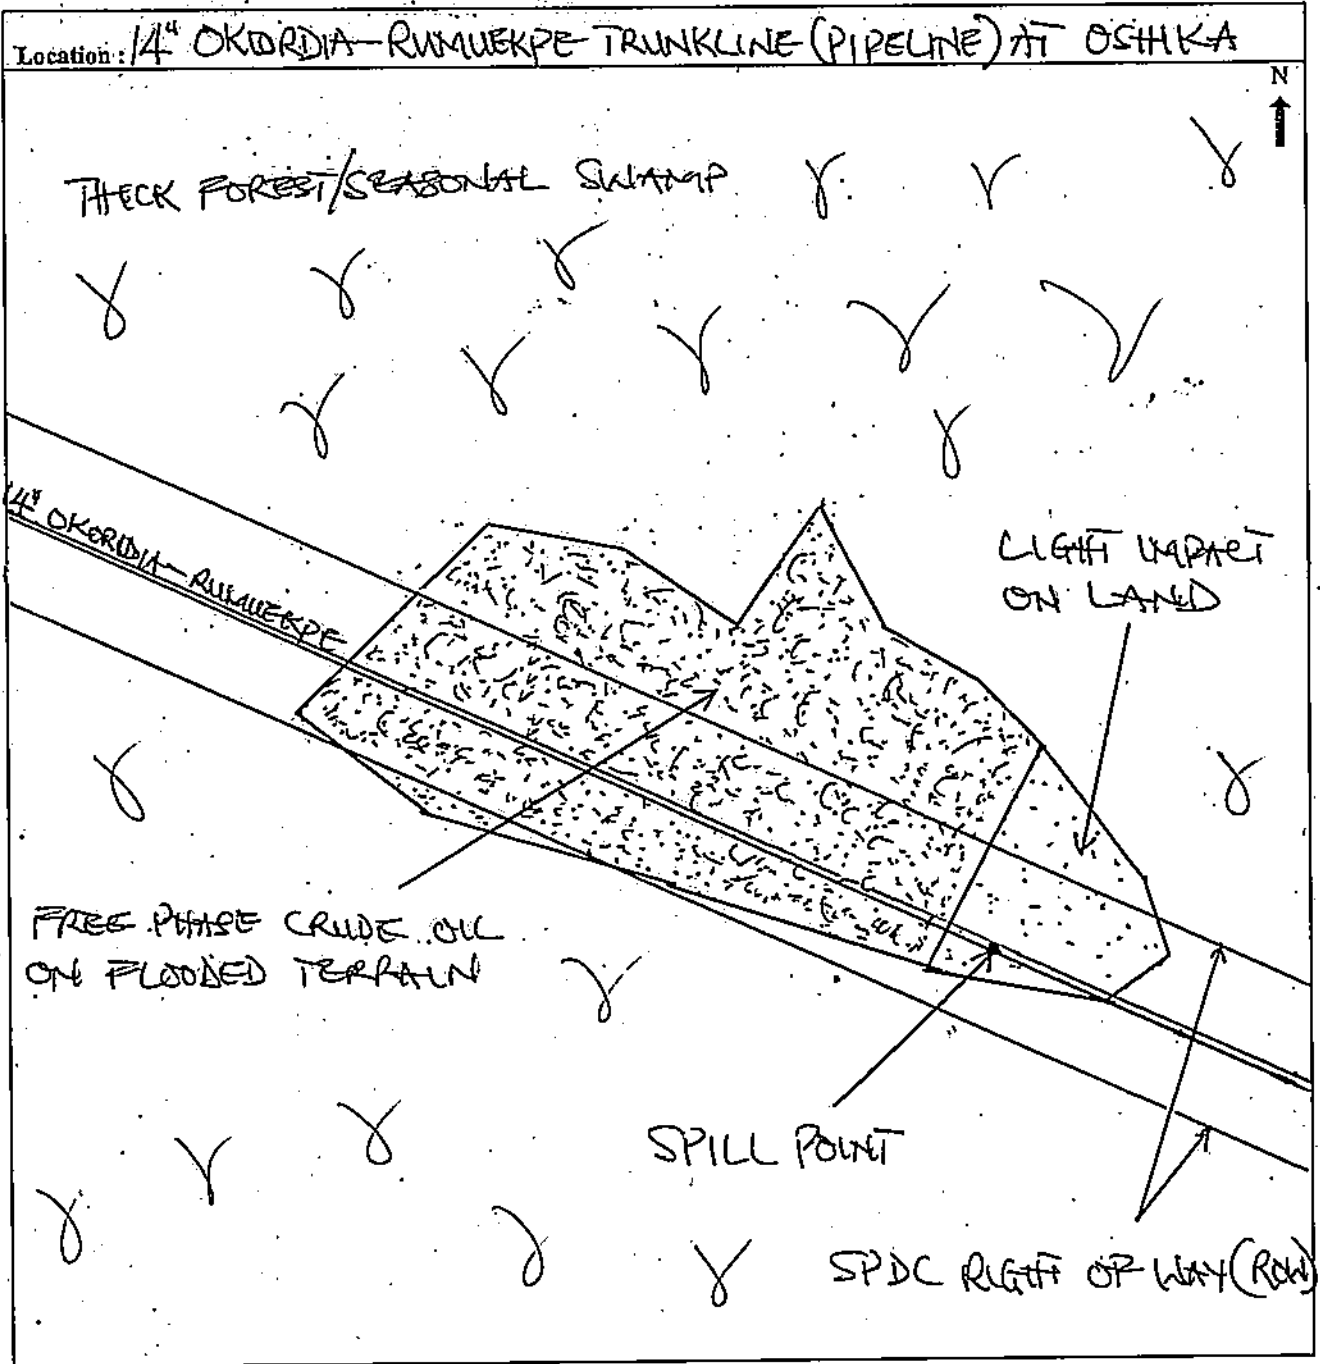 Location: 14" OKORDIA-RUMUEKPE TRUNKLINE (PIPELINE) AT OSHIKA
N
THICK FOREST/SEASONAL SWAMP
14" OKORDIA-RUMUEKPE
LIGHT IMPACT
ON LAND
FREE PHASE CRUDE OIL
ON FLOODED TERRAIN
SPILL POINT
SPDC RIGHT OF WAY (ROW)